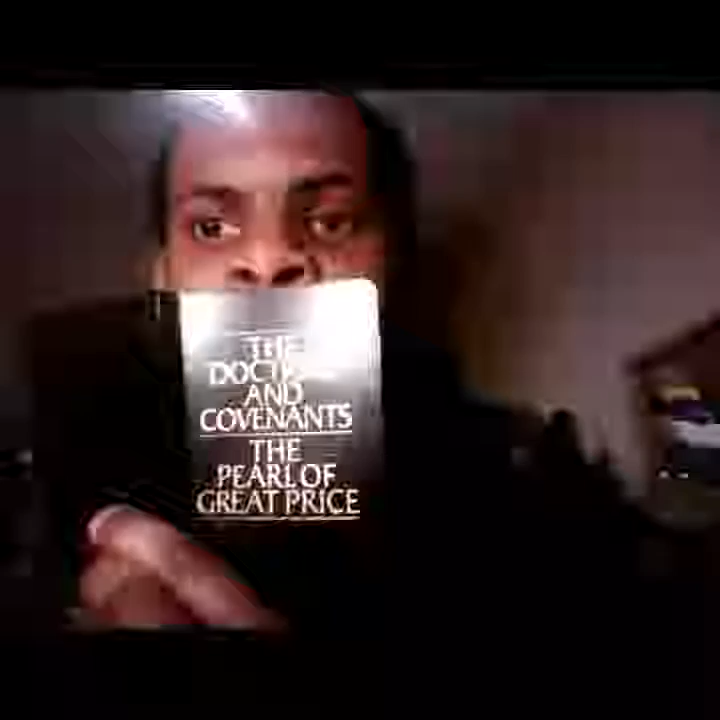 THE
AND
COVENANTS
THE
PEARL OF
GREAT PRICE